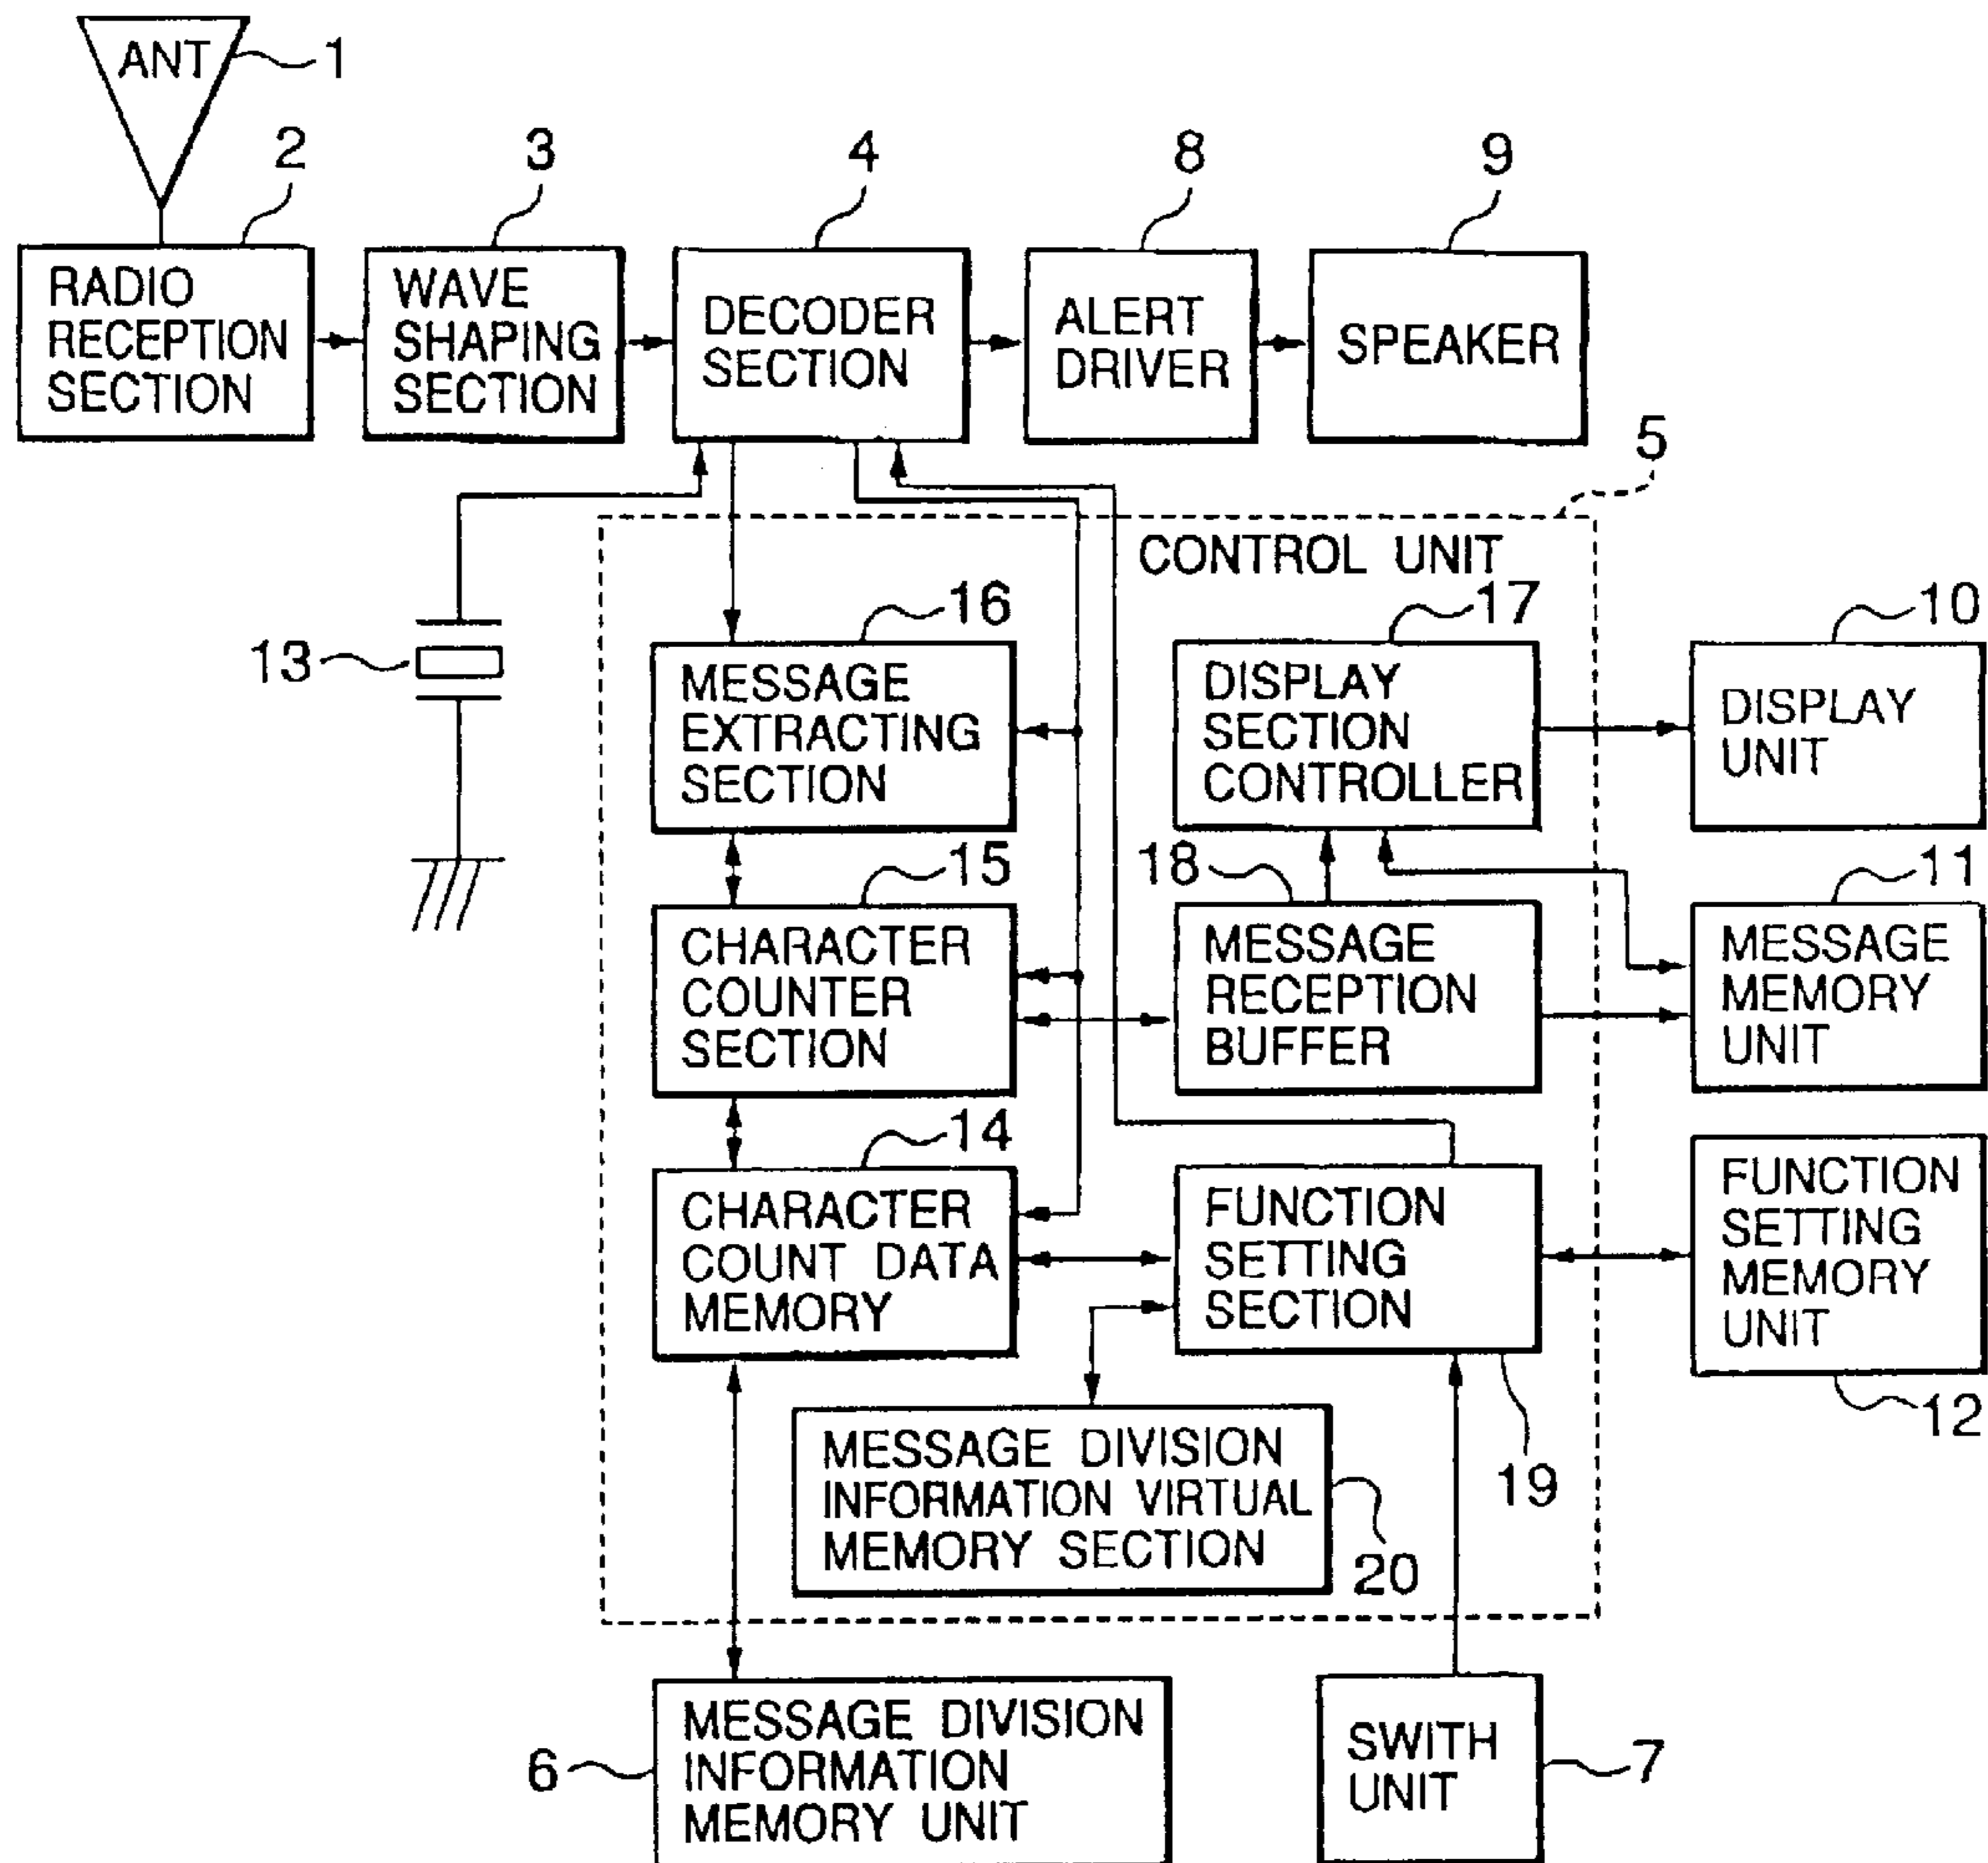 ANT
1
2
3
4
8
9
RADIO
RECEPTION
SECTION
WAVE
SHAPING
SECTION
DECODER
SECTION
ALERT
DRIVER
SPEAKER
5
CONTROL UNIT
13
16
MESSAGE
EXTRACTING
SECTION
17
DISPLAY
SECTION
CONTROLLER
10
DISPLAY
UNIT
15
CHARACTER
COUNTER
SECTION
18
MESSAGE
RECEPTION
BUFFER
11
MESSAGE
MEMORY
UNIT
14
CHARACTER
COUNT DATA
MEMORY
FUNCTION
SETTING
SECTION
19
FUNCTION
SETTING
MEMORY
UNIT
12
MESSAGE DIVISION
INFORMATION VIRTUAL
MEMORY SECTION
20
6
MESSAGE DIVISION
INFORMATION
MEMORY UNIT
SWITH
UNIT
7